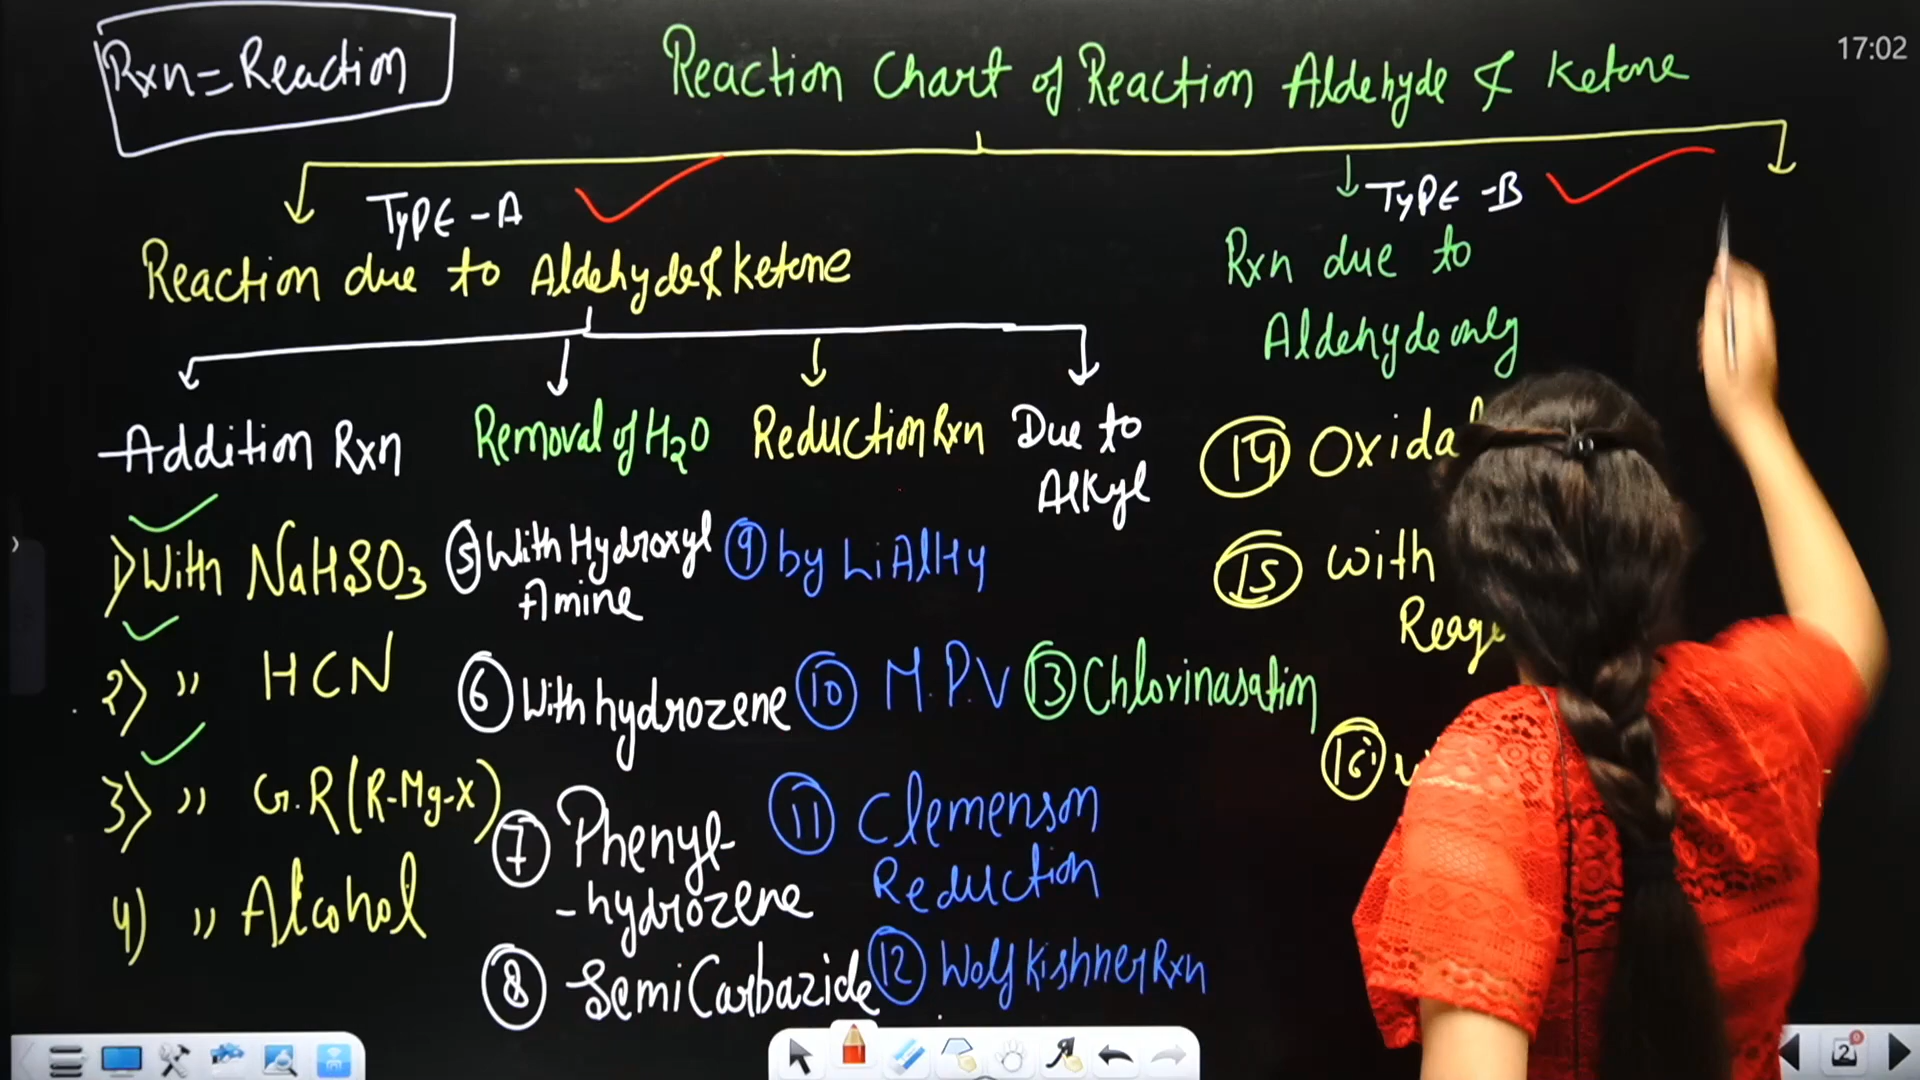 Rxn = Reaction
Reaction Chart of Reaction Aldehyde & Ketone
17:02
TYPE - A
TYPE - B
Reaction due to Aldehyde & Ketone
Rxn due to
Aldehyde only
Addition Rxn
1) With NaHSO3
2) " HCN
3) " G.R (R-Mg-X)
4) " Alcohol
Removal of H2O
5 With Hydroxyl
Amine
6 With hydrozene
7 Phenyl-
-hydrozene
8 Semi Carbazide
Reduction Rxn
9 by LiAlH4
10 M.P.V
11 Clemenson
Reduction
12 Wolf Kishner Rxn
Due to
Alkyl
13 Chlorinasation
14
15 with
16
2